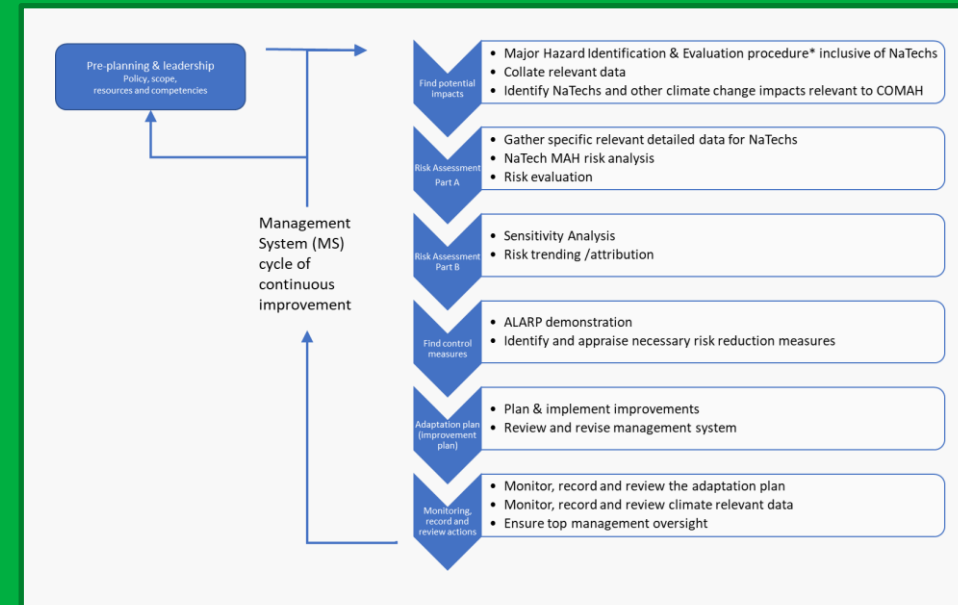 Pre-planning & leadership
Policy, scope,
resources and competencies
Management
System (MS)
cycle of
continuous
improvement
Find potential
impacts
• Major Hazard Identification & Evaluation procedure* inclusive of NaTechs
• Collate relevant data
• Identify NaTechs and other climate change impacts relevant to COMAH
Risk Assessment
Part A
• Gather specific relevant detailed data for NaTechs
• NaTech MAH risk analysis
• Risk evaluation
Risk Assessment
Part B
• Sensitivity Analysis
• Risk trending /attribution
Find control
measures
• ALARP demonstration
• Identify and appraise necessary risk reduction measures
Adaptation plan
(improvement
plan)
• Plan & implement improvements
• Review and revise management system
Monitoring,
record and
review actions
• Monitor, record and review the adaptation plan
• Monitor, record and review climate relevant data
• Ensure top management oversight